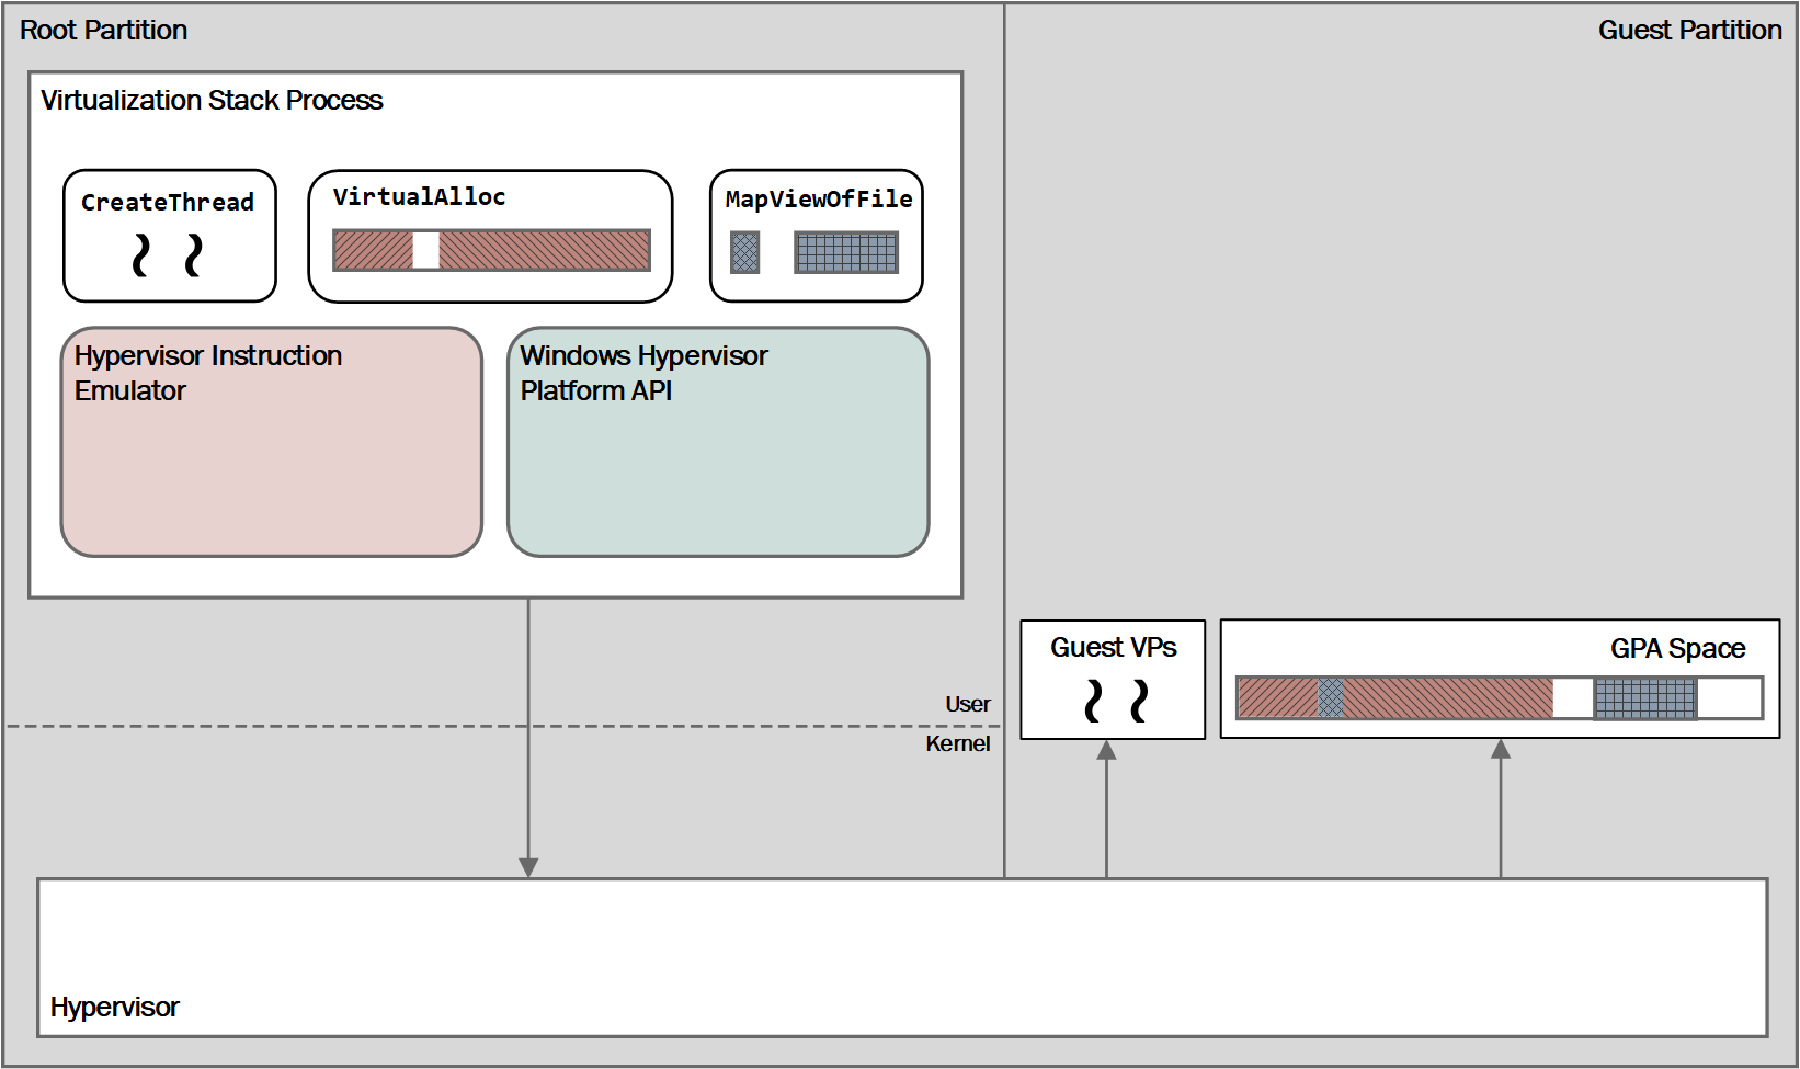 Root Partition
Guest Partition
Virtualization Stack Process
CreateThread
VirtualAlloc
MapViewOfFile
Hypervisor Instruction
Emulator
Windows Hypervisor
Platform API
Guest VPs
GPA Space
User
Kernel
Hypervisor